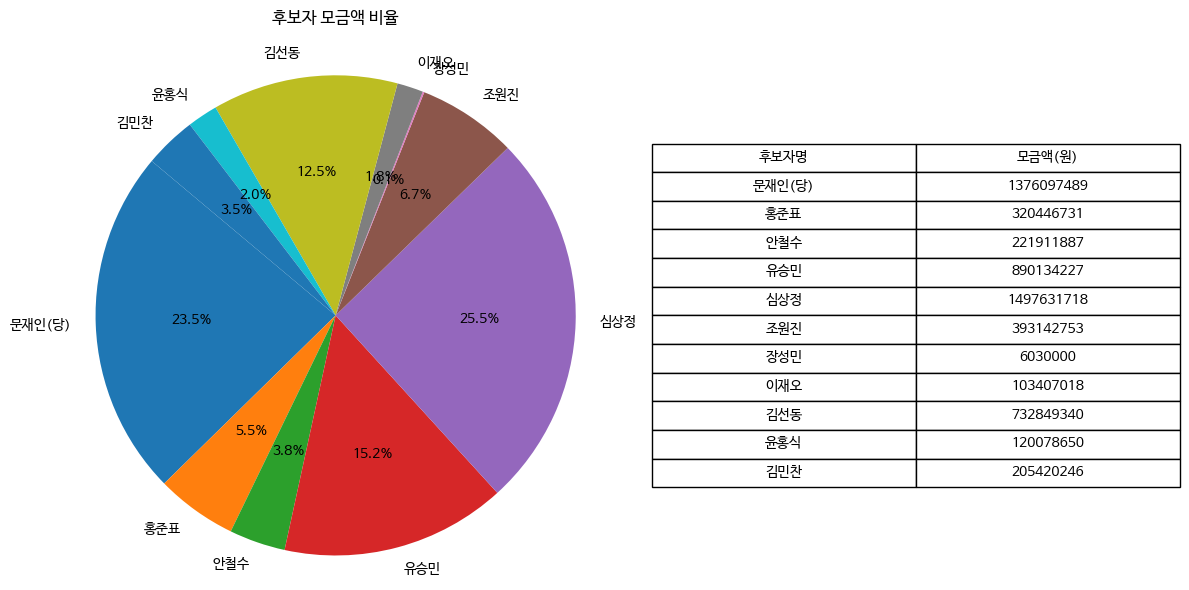 후보자 모금액 비율
김선동
이재오
장성민
조원진
윤홍식
김민찬
12.5%
1.8%
0.1%
6.7%
2.0%
3.5%
문재인(당)
23.5%
25.5%
심상정
5.5%
3.8%
15.2%
홍준표
안철수
유승민
후보자명 모금액(원)
문재인(당) 1376097489
홍준표 320446731
안철수 221911887
유승민 890134227
심상정 1497631718
조원진 393142753
장성민 6030000
이재오 103407018
김선동 732849340
윤홍식 120078650
김민찬 205420246